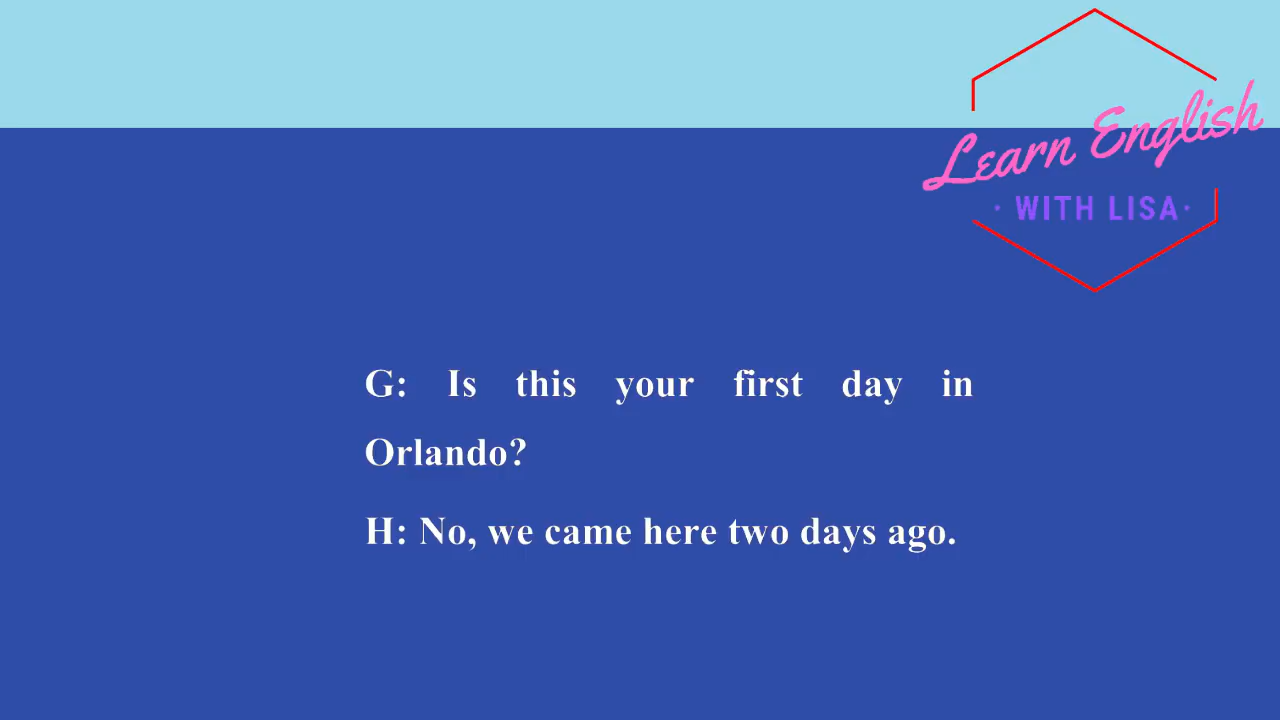 Learn English
· WITH LISA·
G: Is this your first day in
Orlando?
H: No, we came here two days ago.